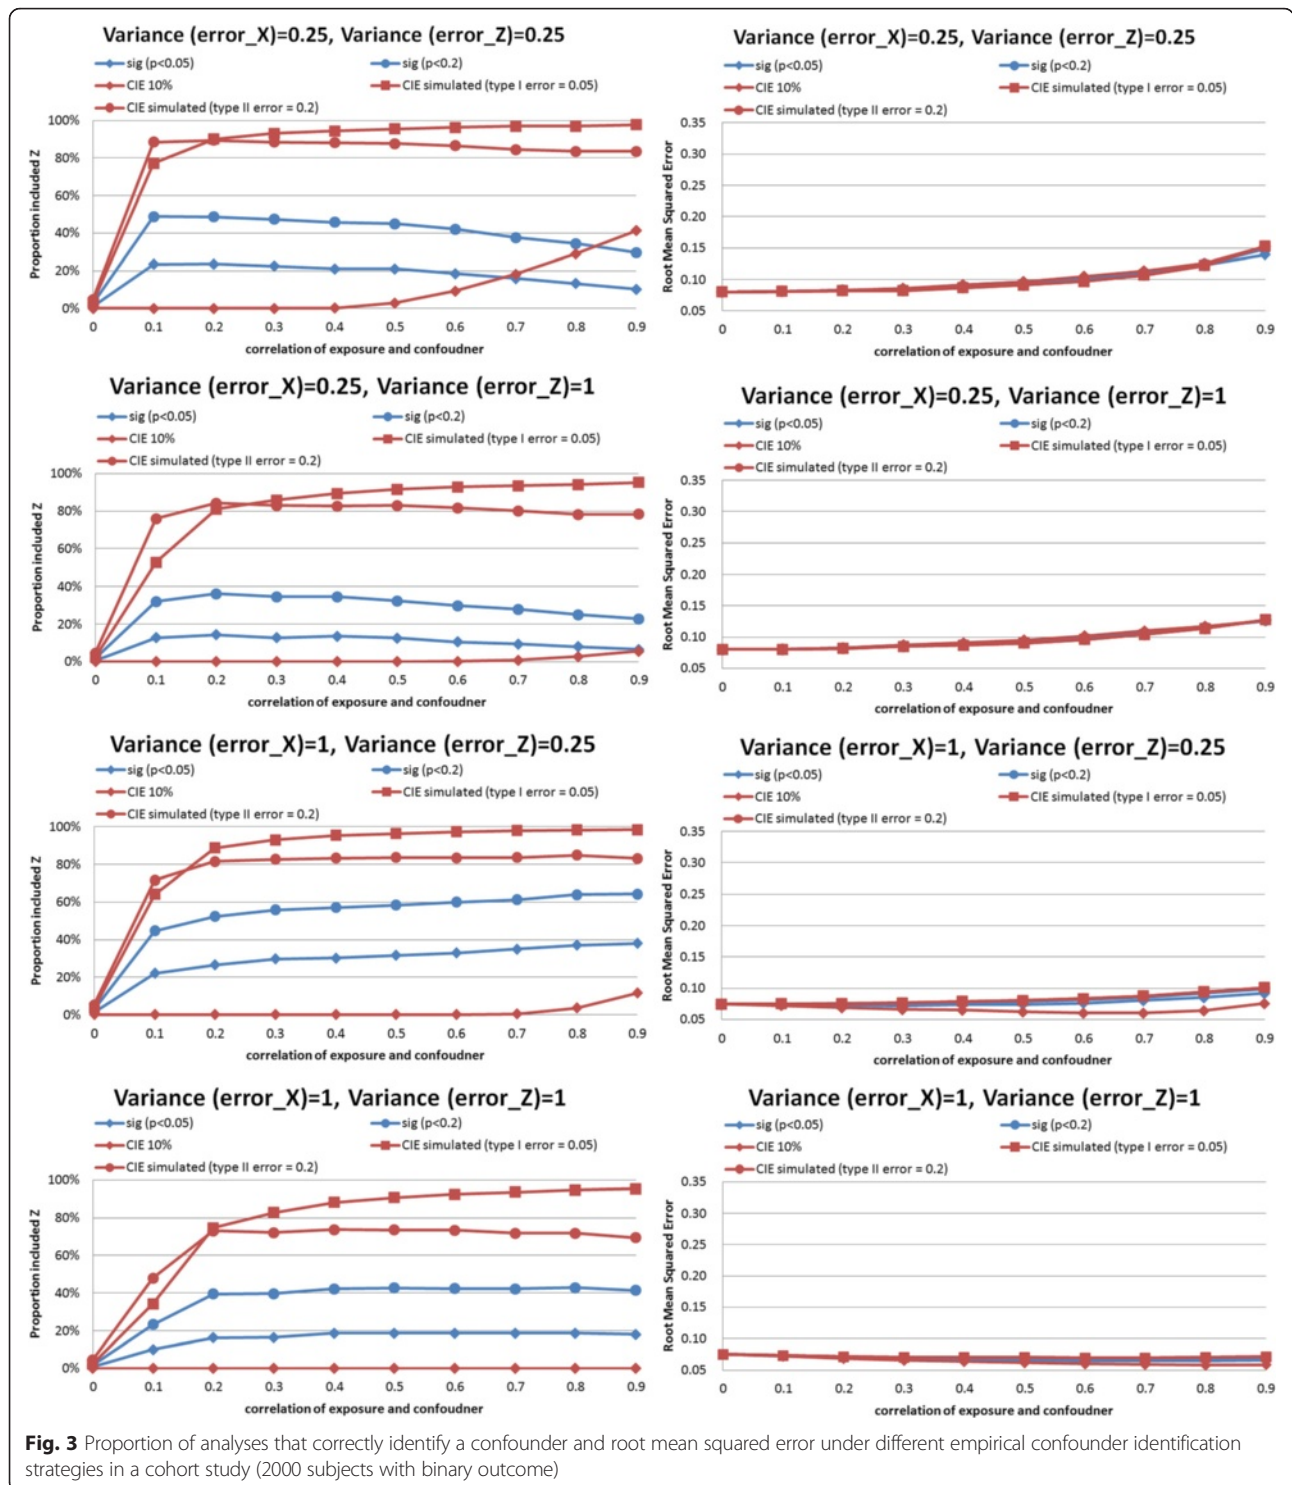 Variance (error_X)=0.25, Variance (error_Z)=0.25
sig (p<0.05)
sig (p<0.2)
CIE 10%
CIE simulated (type I error = 0.05)
CIE simulated (type II error = 0.2)
Proportion included Z
100%
80%
60%
40%
20%
0%
0 0.1 0.2 0.3 0.4 0.5 0.6 0.7 0.8 0.9
correlation of exposure and confoudner
Variance (error_X)=0.25, Variance (error_Z)=0.25
sig (p<0.05)
sig (p<0.2)
CIE 10%
CIE simulated (type I error = 0.05)
CIE simulated (type II error = 0.2)
Root Mean Squared Error
0.35
0.30
0.25
0.20
0.15
0.10
0.05
0 0.1 0.2 0.3 0.4 0.5 0.6 0.7 0.8 0.9
correlation of exposure and confoudner
Variance (error_X)=0.25, Variance (error_Z)=1
sig (p<0.05)
sig (p<0.2)
CIE 10%
CIE simulated (type I error = 0.05)
CIE simulated (type II error = 0.2)
Proportion included Z
100%
80%
60%
40%
20%
0%
0 0.1 0.2 0.3 0.4 0.5 0.6 0.7 0.8 0.9
correlation of exposure and confoudner
Variance (error_X)=0.25, Variance (error_Z)=1
sig (p<0.05)
sig (p<0.2)
CIE 10%
CIE simulated (type I error = 0.05)
CIE simulated (type II error = 0.2)
Root Mean Squared Error
0.35
0.30
0.25
0.20
0.15
0.10
0.05
0 0.1 0.2 0.3 0.4 0.5 0.6 0.7 0.8 0.9
correlation of exposure and confoudner
Variance (error_X)=1, Variance (error_Z)=0.25
sig (p<0.05)
sig (p<0.2)
CIE 10%
CIE simulated (type I error = 0.05)
CIE simulated (type II error = 0.2)
Proportion included Z
100%
80%
60%
40%
20%
0%
0 0.1 0.2 0.3 0.4 0.5 0.6 0.7 0.8 0.9
correlation of exposure and confoudner
Variance (error_X)=1, Variance (error_Z)=0.25
sig (p<0.05)
sig (p<0.2)
CIE 10%
CIE simulated (type I error = 0.05)
CIE simulated (type II error = 0.2)
Root Mean Squared Error
0.35
0.30
0.25
0.20
0.15
0.10
0.05
0 0.1 0.2 0.3 0.4 0.5 0.6 0.7 0.8 0.9
correlation of exposure and confoudner
Variance (error_X)=1, Variance (error_Z)=1
sig (p<0.05)
sig (p<0.2)
CIE 10%
CIE simulated (type I error = 0.05)
CIE simulated (type II error = 0.2)
Proportion included Z
100%
80%
60%
40%
20%
0%
0 0.1 0.2 0.3 0.4 0.5 0.6 0.7 0.8 0.9
correlation of exposure and confoudner
Variance (error_X)=1, Variance (error_Z)=1
sig (p<0.05)
sig (p<0.2)
CIE 10%
CIE simulated (type I error = 0.05)
CIE simulated (type II error = 0.2)
Root Mean Squared Error
0.35
0.30
0.25
0.20
0.15
0.10
0.05
0 0.1 0.2 0.3 0.4 0.5 0.6 0.7 0.8 0.9
correlation of exposure and confoudner
Fig. 3 Proportion of analyses that correctly identify a confounder and root mean squared error under different empirical confounder identification
strategies in a cohort study (2000 subjects with binary outcome)